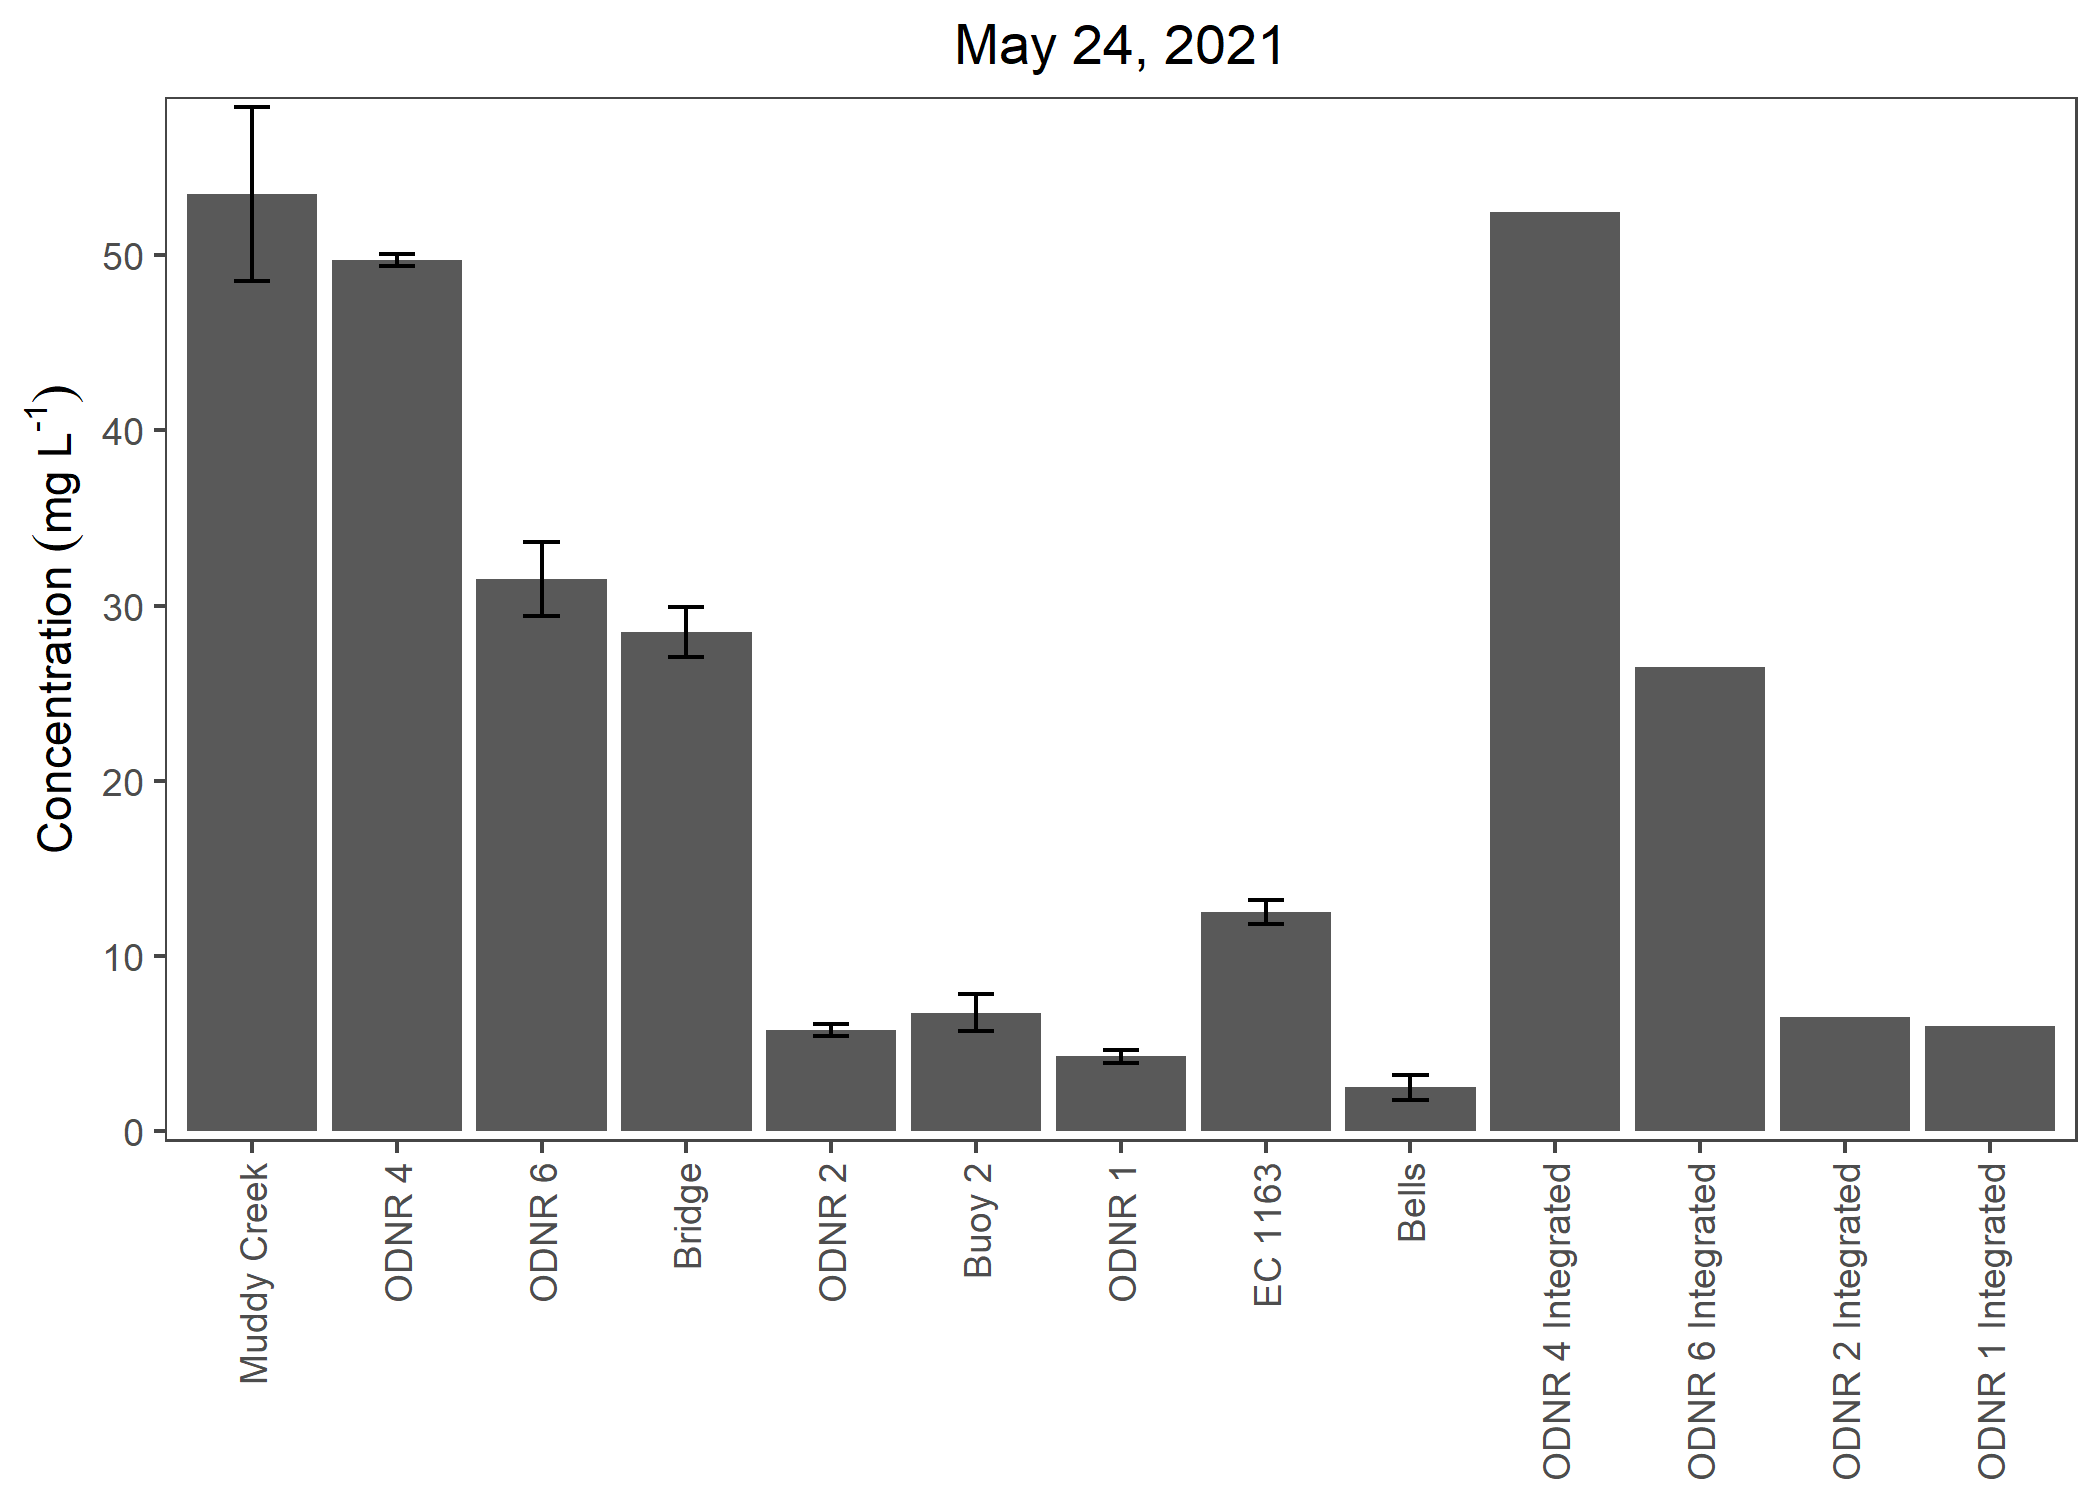 May 24, 2021
Concentration (mg L⁻¹)
50
40
30
20
10
0
Muddy Creek
ODNR 4
ODNR 6
Bridge
ODNR 2
Buoy 2
ODNR 1
EC 1163
Bells
ODNR 4 Integrated
ODNR 6 Integrated
ODNR 2 Integrated
ODNR 1 Integrated